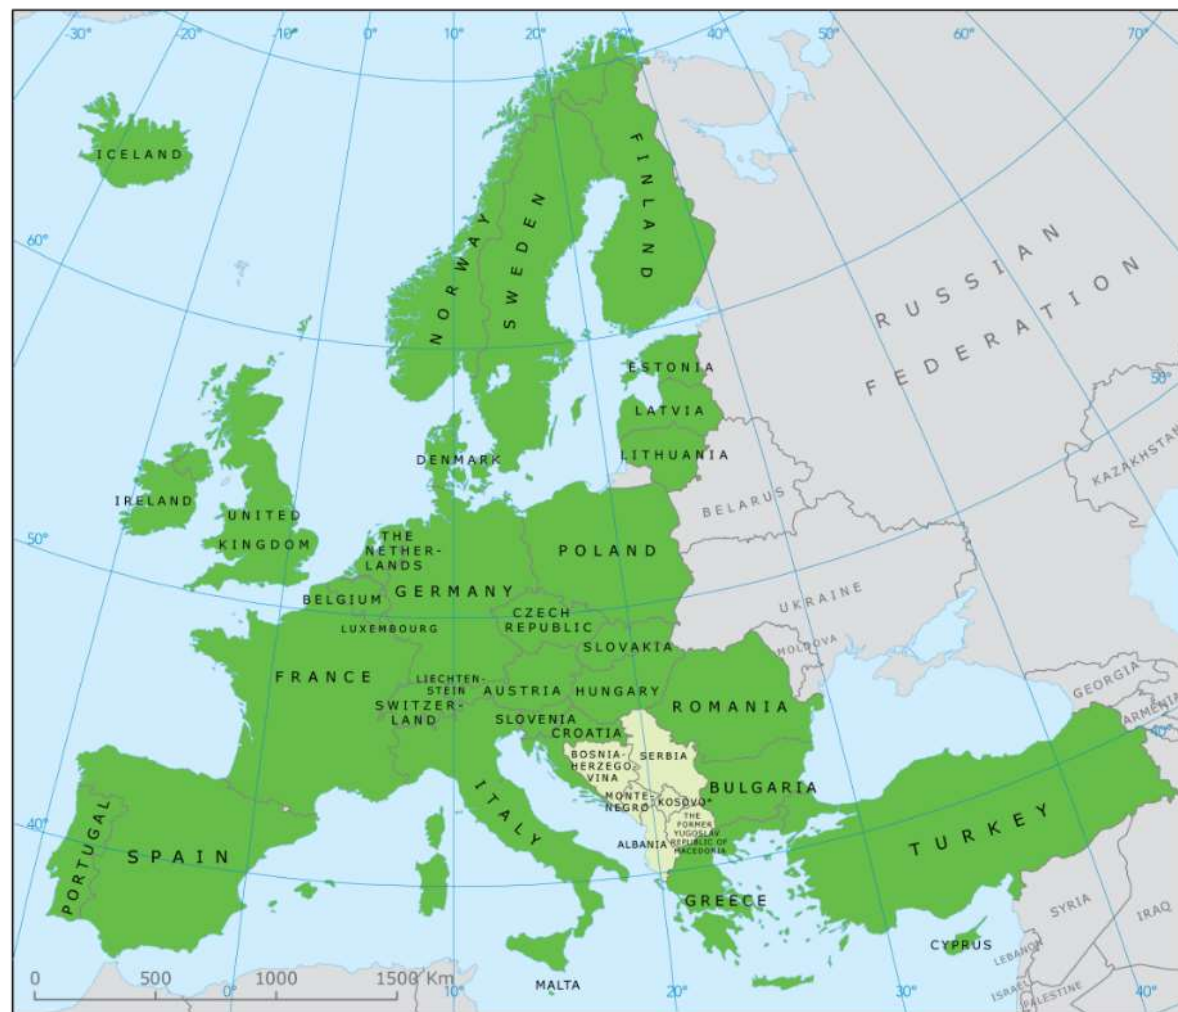 -30°
-20°
-10°
0°
10°
20°
30°
40°
50°
60°
70°
ICELAND
FINLAND
NORWAY
SWEDEN
60°
RUSSIAN
FEDERATION
ESTONIA
50°
LATVIA
KAZAKHSTAN
DENMARK
LITHUANIA
IRELAND
UNITED
KINGDOM
BELARUS
THE
NETHER-
LANDS
50°
POLAND
GERMANY
BELGIUM
CZECH
REPUBLIC
UKRAINE
LUXEMBOURG
SLOVAKIA
MOLDOVA
FRANCE
LIECHTEN-
STEIN
AUSTRIA
HUNGARY
GEORGIA
SWITZER-
LAND
ROMANIA
ARMENIA
SLOVENIA
CROATIA
40°
BOSNIA-
HERZEGO-
VINA
SERBIA
BULGARIA
MONTE-
NEGRO
KOSOVO*
ITALY
THE
FORMER
YUGOSLAV
REPUBLIC OF
MACEDONIA
TURKEY
40°
ALBANIA
PORTUGAL
SPAIN
GREECE
SYRIA
IRAQ
CYPRUS
LEBANON
0
500
1000
1500 Km
MALTA
ISRAEL
PALESTINE
0°
10°
20°
30°
40°